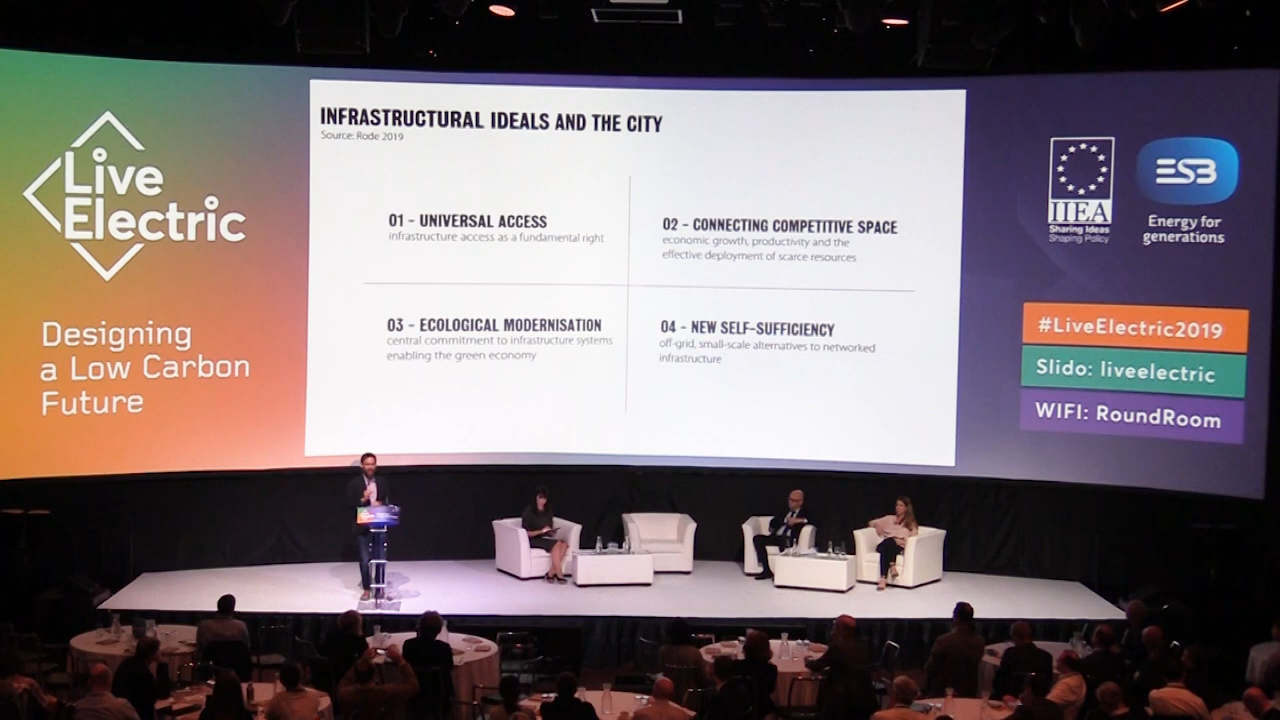 Live
Electric
Designing
a Low Carbon
Future
INFRASTRUCTURAL IDEALS AND THE CITY
Source: Rode 2019
01 - UNIVERSAL ACCESS
infrastructure access as a fundamental right
02 - CONNECTING COMPETITIVE SPACE
economic growth, productivity and the
effective deployment of scarce resources
03 - ECOLOGICAL MODERNISATION
central commitment to infrastructure systems
enabling the green economy
04 - NEW SELF-SUFFICIENCY
off-grid, small-scale alternatives to networked
infrastructure
IIEA
Sharing Ideas
Shaping Policy
ESB
Energy for
generations
#LiveElectric2019
Slido: liveelectric
WIFI: RoundRoom